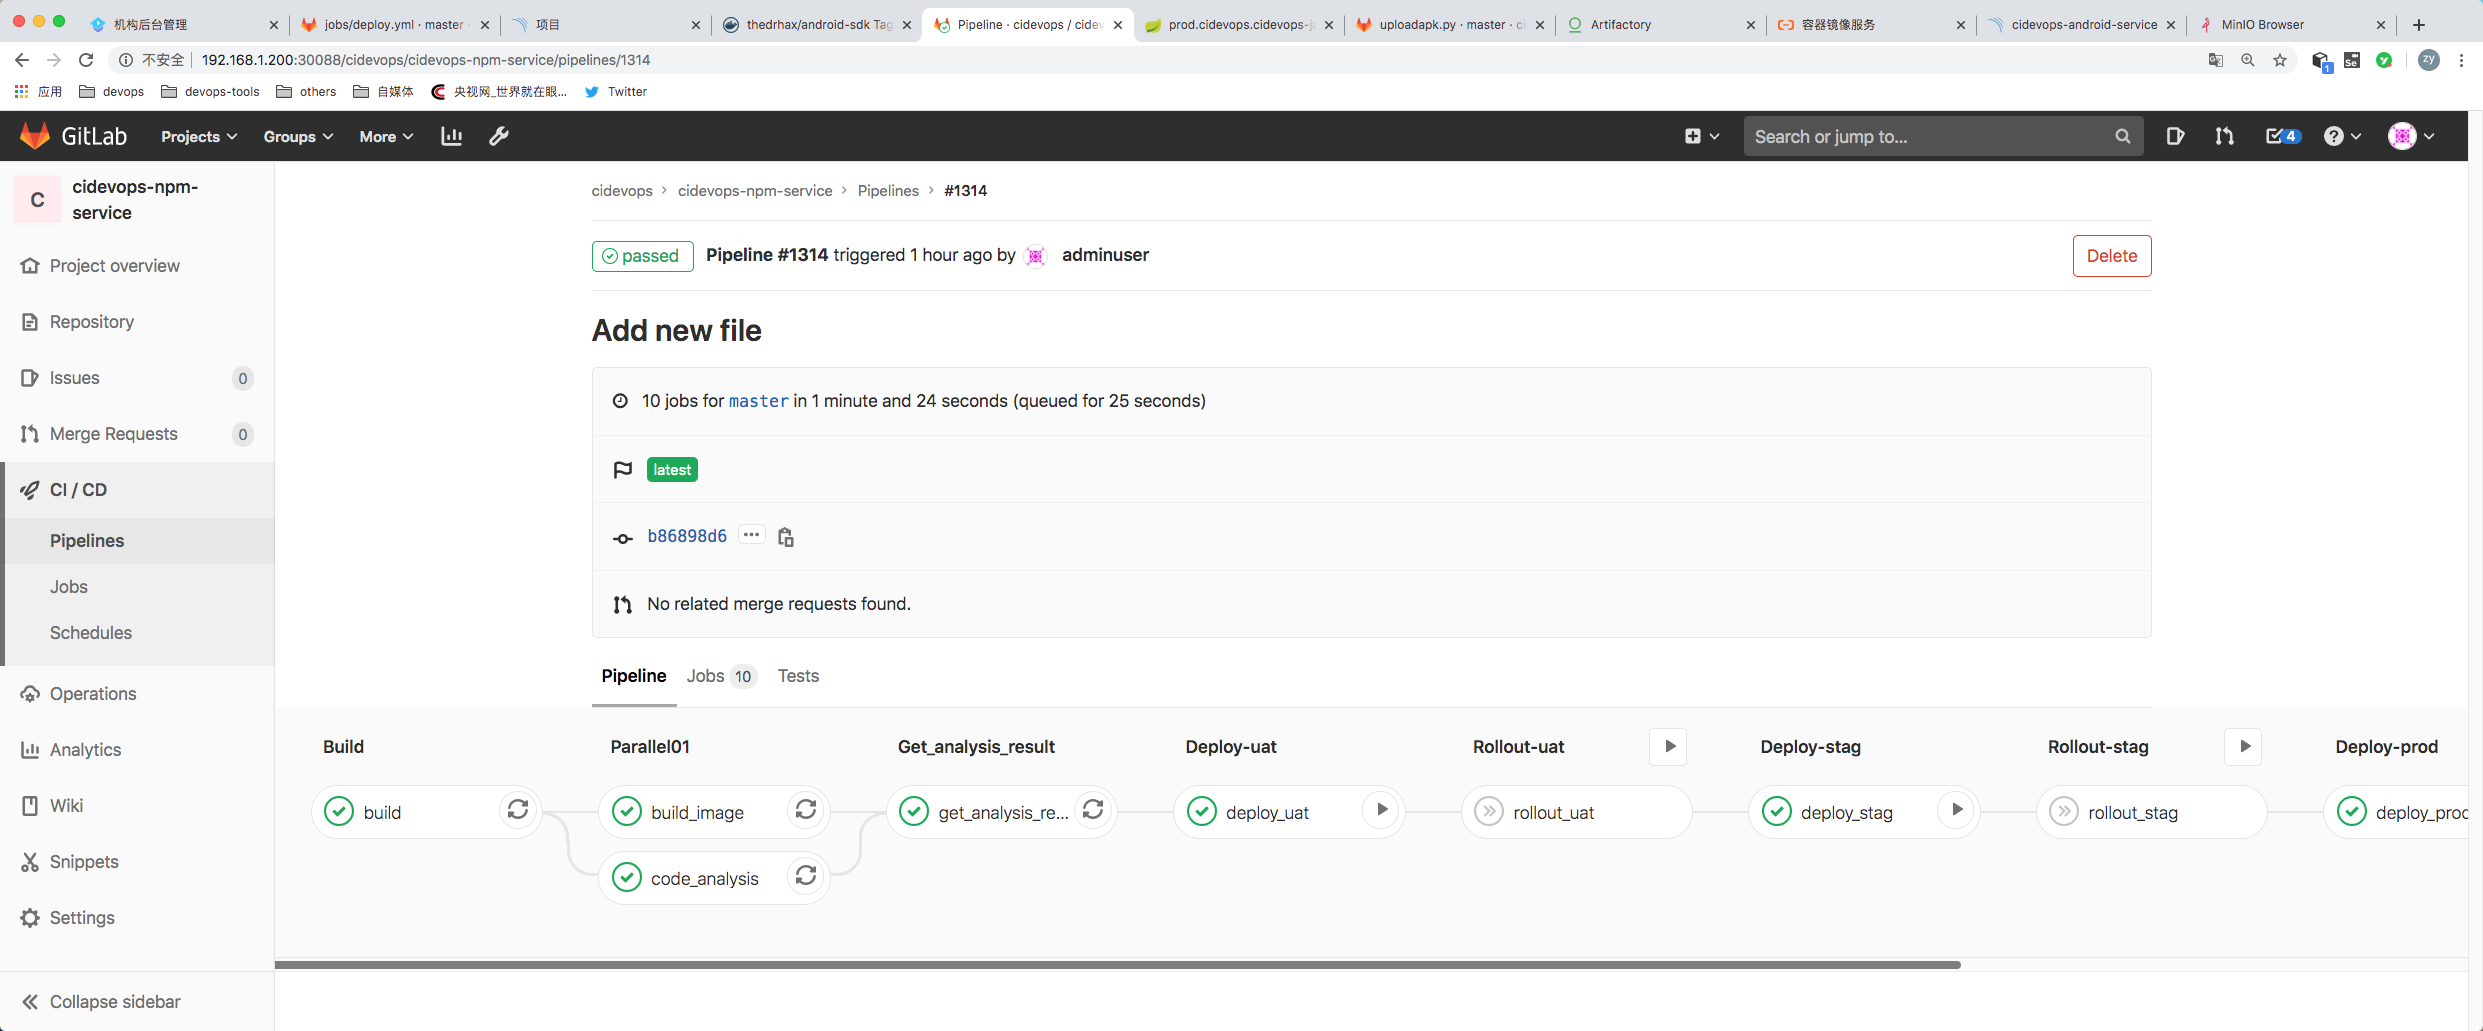 机构后台管理
jobs/deploy.yml · master
项目
thedrhax/android-sdk Tag
Pipeline · cidevops / cidev
prod.cidevops.cidevops-ja
uploadapk.py · master · ci
Artifactory
容器镜像服务
cidevops-android-service
MinIO Browser
不安全 192.168.1.200:30088/cidevops/cidevops-npm-service/pipelines/1314
1
Se
ZY
应用 devops devops-tools others 自媒体 央视网_世界就在眼... Twitter
GitLab Projects Groups More Search or jump to... 4
C
cidevops-npm-
service
Project overview
Repository
Issues 0
Merge Requests 0
CI / CD
Pipelines
Jobs
Schedules
Operations
Analytics
Wiki
Snippets
Settings
Collapse sidebar
cidevops > cidevops-npm-service > Pipelines > #1314
passed Pipeline #1314 triggered 1 hour ago by adminuser Delete
Add new file
10 jobs for master in 1 minute and 24 seconds (queued for 25 seconds)
latest
b86898d6 ...
No related merge requests found.
Pipeline Jobs 10 Tests
Build Parallel01 Get_analysis_result Deploy-uat Rollout-uat Deploy-stag Rollout-stag Deploy-prod
build build_image get_analysis_re... deploy_uat rollout_uat deploy_stag rollout_stag deploy_prod
code_analysis